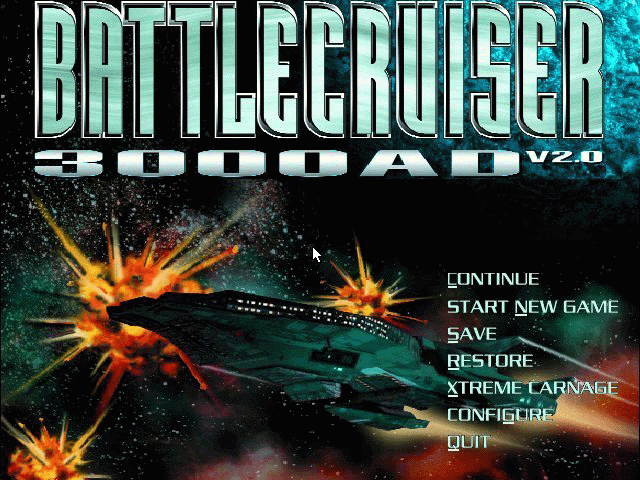 BATTLECRUISER
3000AD V2.0
CONTINUE
START NEW GAME
SAVE
RESTORE
XTREME CARNAGE
CONFIGURE
QUIT